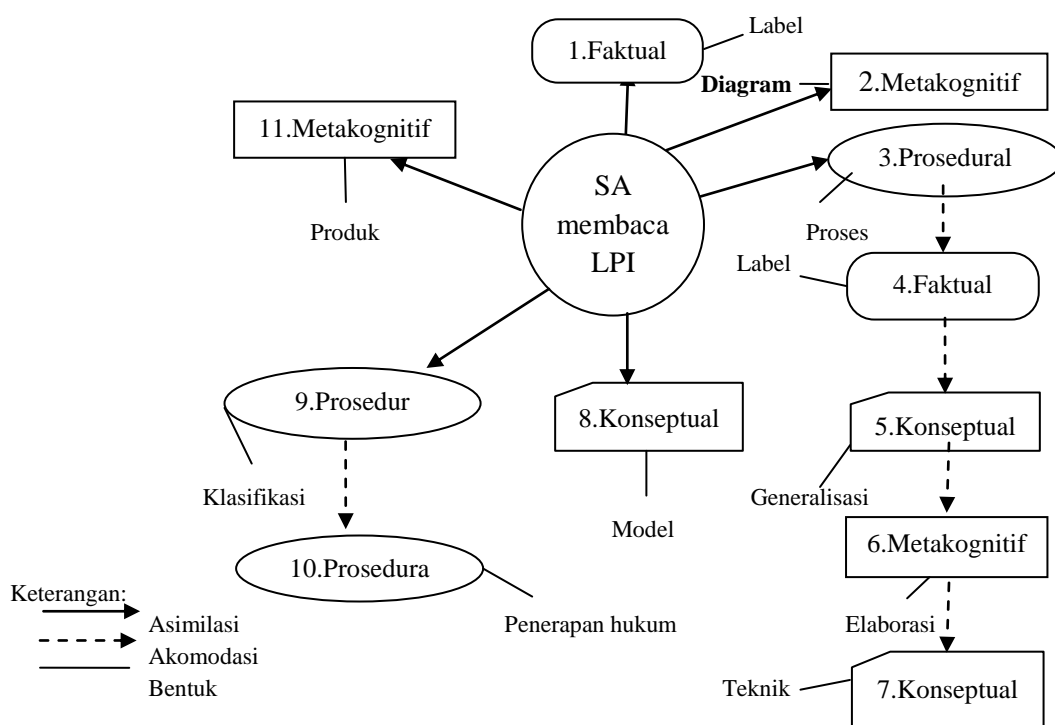 Label
1.Faktual
Diagram
2.Metakognitif
11.Metakognitif
3.Prosedural
SA
membaca
LPI
Produk
Proses
Label
4.Faktual
9.Prosedur
8.Konseptual
5.Konseptual
Klasifikasi
Generalisasi
Model
6.Metakognitif
10.Prosedura
Keterangan:
Asimilasi
Akomodasi
Bentuk
Penerapan hukum
Elaborasi
Teknik
7.Konseptual